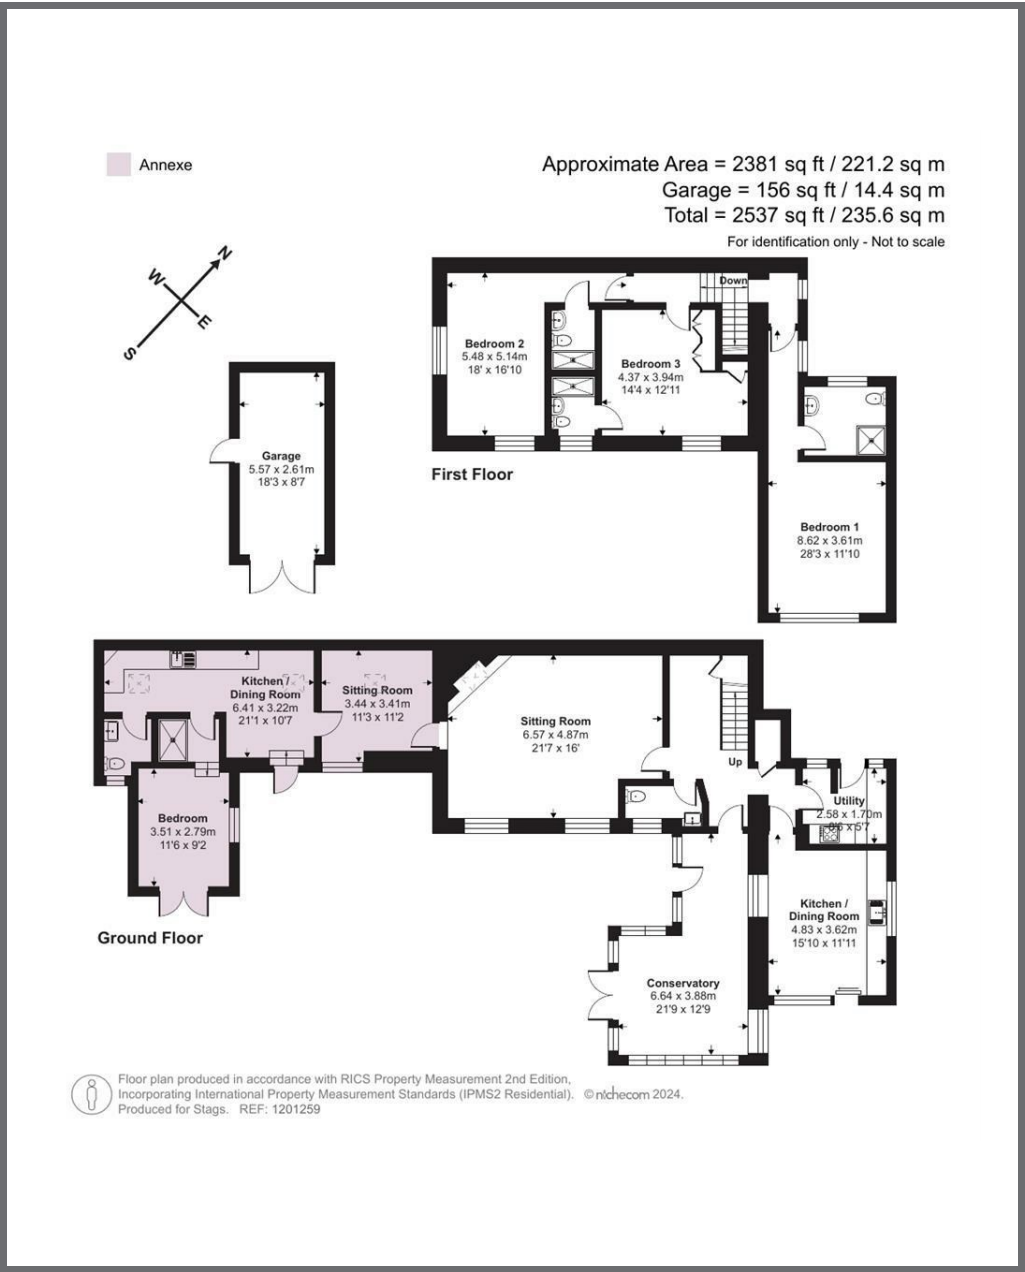 Annexe
Approximate Area = 2381 sq ft / 221.2 sq m
Garage = 156 sq ft / 14.4 sq m
Total = 2537 sq ft / 235.6 sq m
For identification only - Not to scale
N
W
E
S
Down
Bedroom 2
5.48 x 5.14m
18' x 16'10
Bedroom 3
4.37 x 3.94m
14'4 x 12'11
First Floor
Garage
5.57 x 2.61m
18'3 x 8'7
Bedroom 1
8.62 x 3.61m
28'3 x 11'10
Kitchen /
Dining Room
6.41 x 3.22m
21'1 x 10'7
Sitting Room
3.44 x 3.41m
11'3 x 11'2
Sitting Room
6.57 x 4.87m
21'7 x 16'
Up
Utility
2.58 x 1.70m
8'6 x 5'7
Bedroom
3.51 x 2.79m
11'6 x 9'2
Kitchen /
Dining Room
4.83 x 3.62m
15'10 x 11'11
Ground Floor
Conservatory
6.64 x 3.88m
21'9 x 12'9
Floor plan produced in accordance with RICS Property Measurement 2nd Edition,
Incorporating International Property Measurement Standards (IPMS2 Residential). © nichecom 2024.
Produced for Stags. REF: 1201259